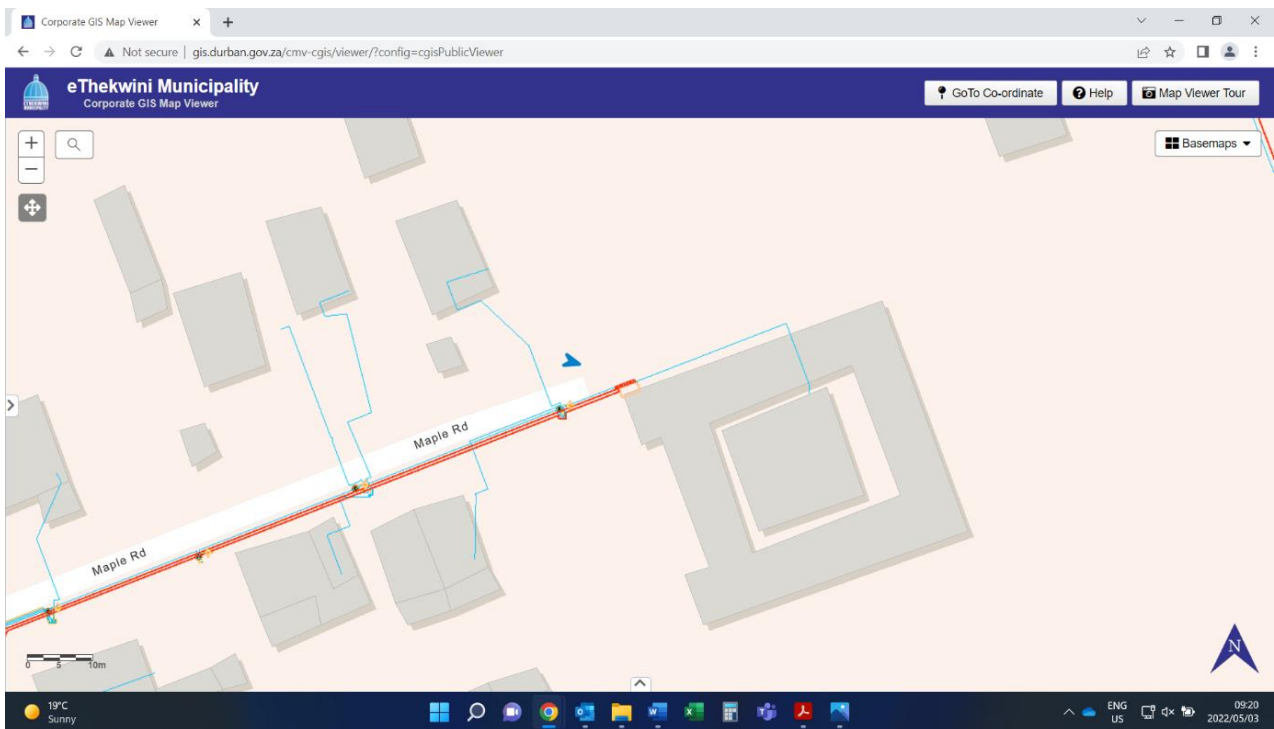 Corporate GIS Map Viewer
Not secure | gis.durban.gov.za/cmv-cgis/viewer/?config=cgisPublicViewer
eThekwini Municipality
Corporate GIS Map Viewer
GoTo Co-ordinate
Help
Map Viewer Tour
Basemaps
Maple Rd
Maple Rd
N
0 5 10m
19°C
Sunny
ENG
US
09:20
2022/05/03